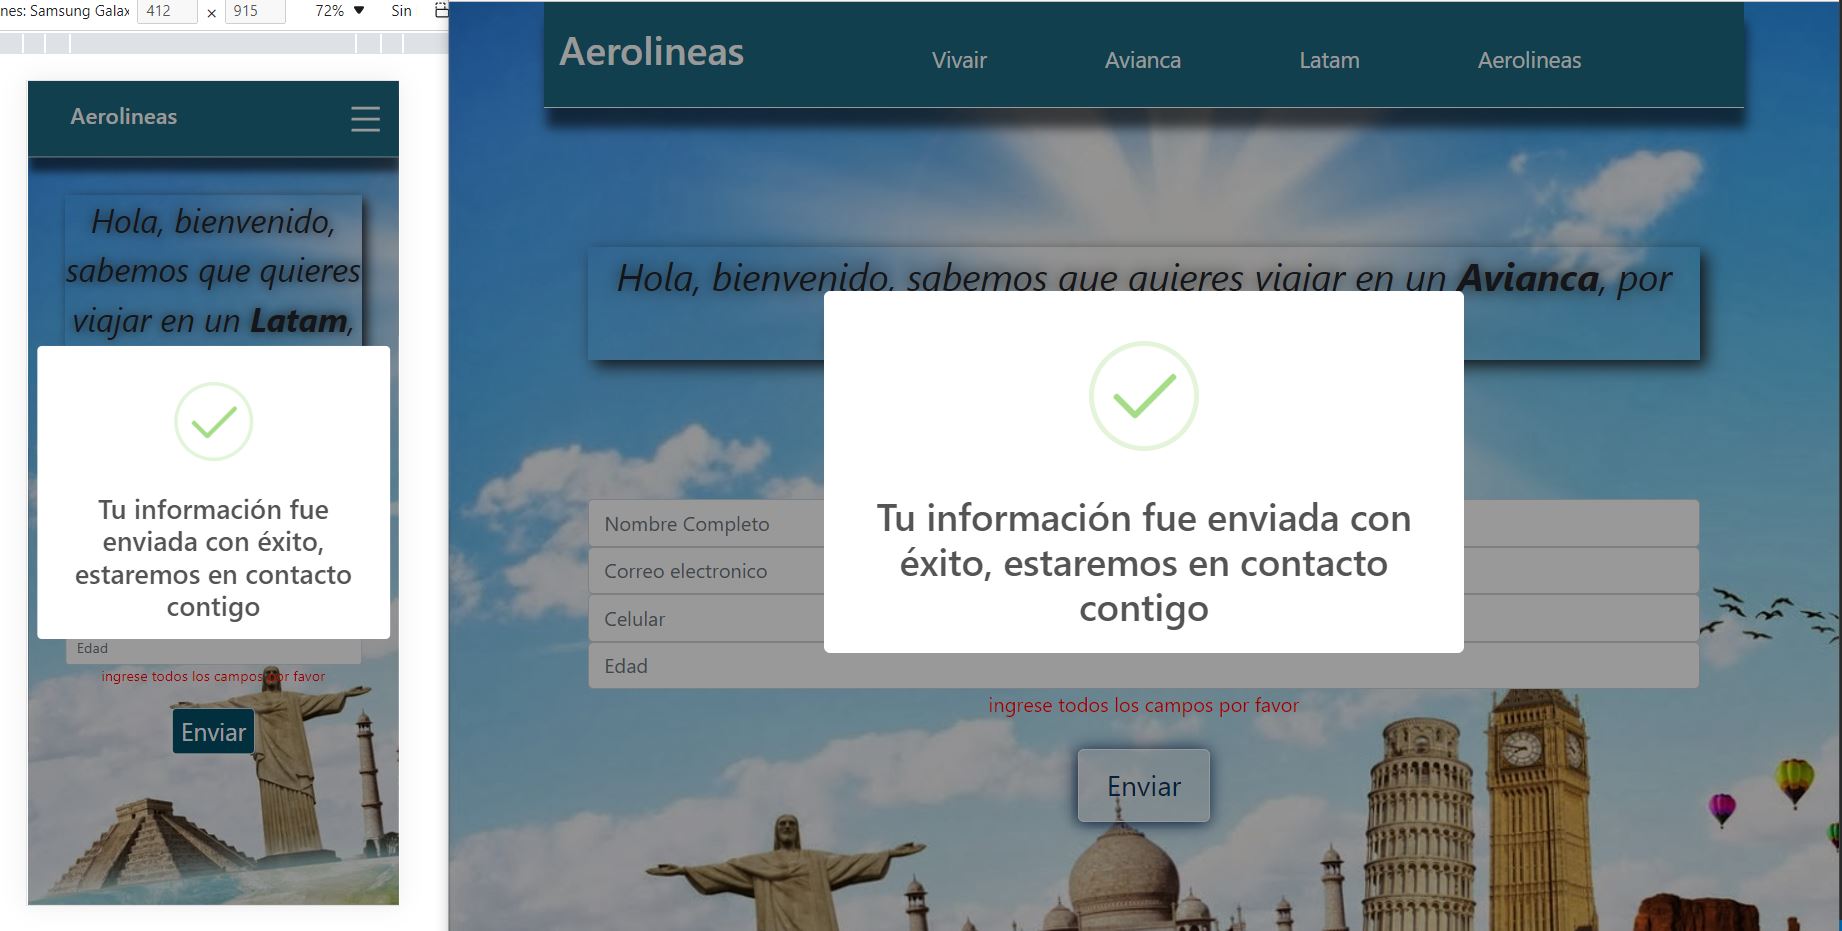 nes: Samsung Galax 412 × 915 72% Sin
Aerolineas
Hola, bienvenido,
sabemos que quieres
viajar en un Latam,
Tu información fue
enviada con éxito,
estaremos en contacto
contigo
Edad
ingrese todos los campos por favor
Enviar
Aerolineas Vivair Avianca Latam Aerolineas
Hola, bienvenido, sabemos que quieres viajar en un Avianca, por
Tu información fue enviada con
éxito, estaremos en contacto
contigo
Nombre Completo
Correo electronico
Celular
Edad
ingrese todos los campos por favor
Enviar